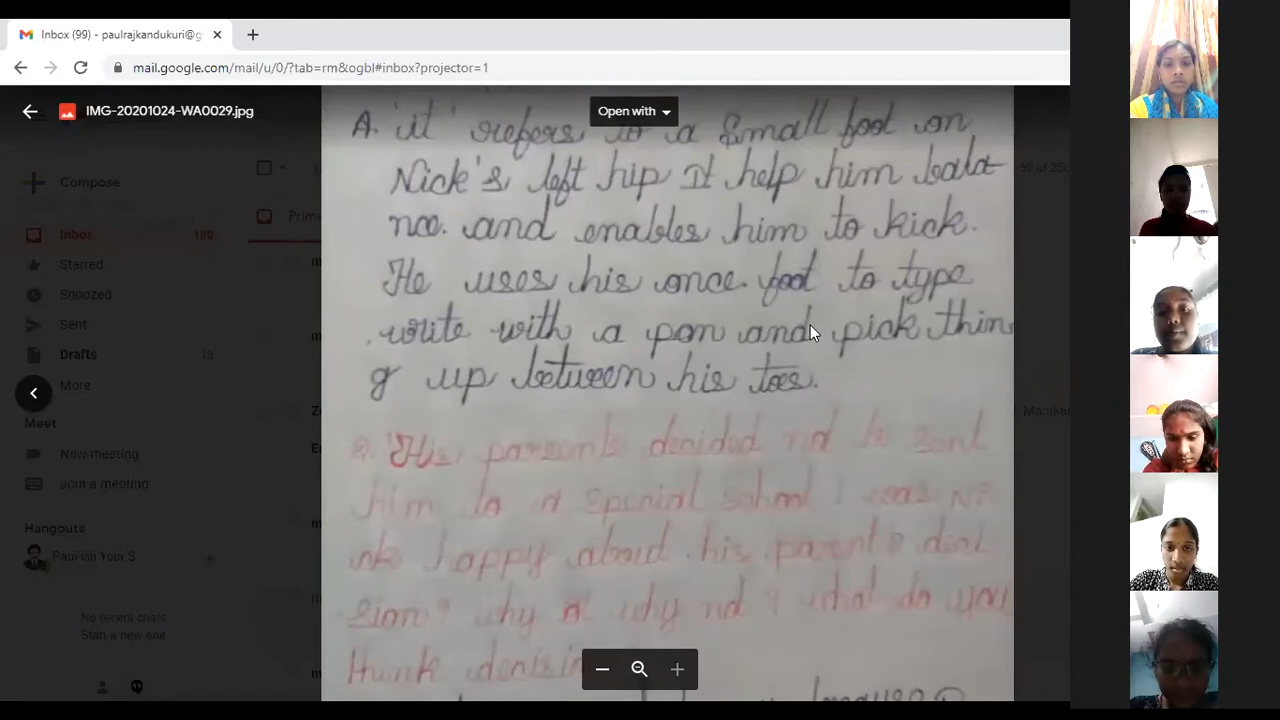 Inbox (99) - paulrajkandukuri@g
mail.google.com/mail/u/0/?tab=rm&ogbl#inbox?projector=1
IMG-20201024-WA0029.jpg
Open with
Compose
Inbox
Starred
Snoozed
Sent
Drafts
More
Meet
New meeting
Join a meeting
Hangouts
No recent chats
Start a new one
Prim
Manikan
A. 'it' refers to a small foot on
Nick's left hip It help him bala
nce. and enables him to kick.
He uses his once foot to type
write with a pen and pick thin
g up between his toes.
Q. 'His parents decided not to sent
him to a special school
happy about his parent's
sion? why or why not? what do you
think